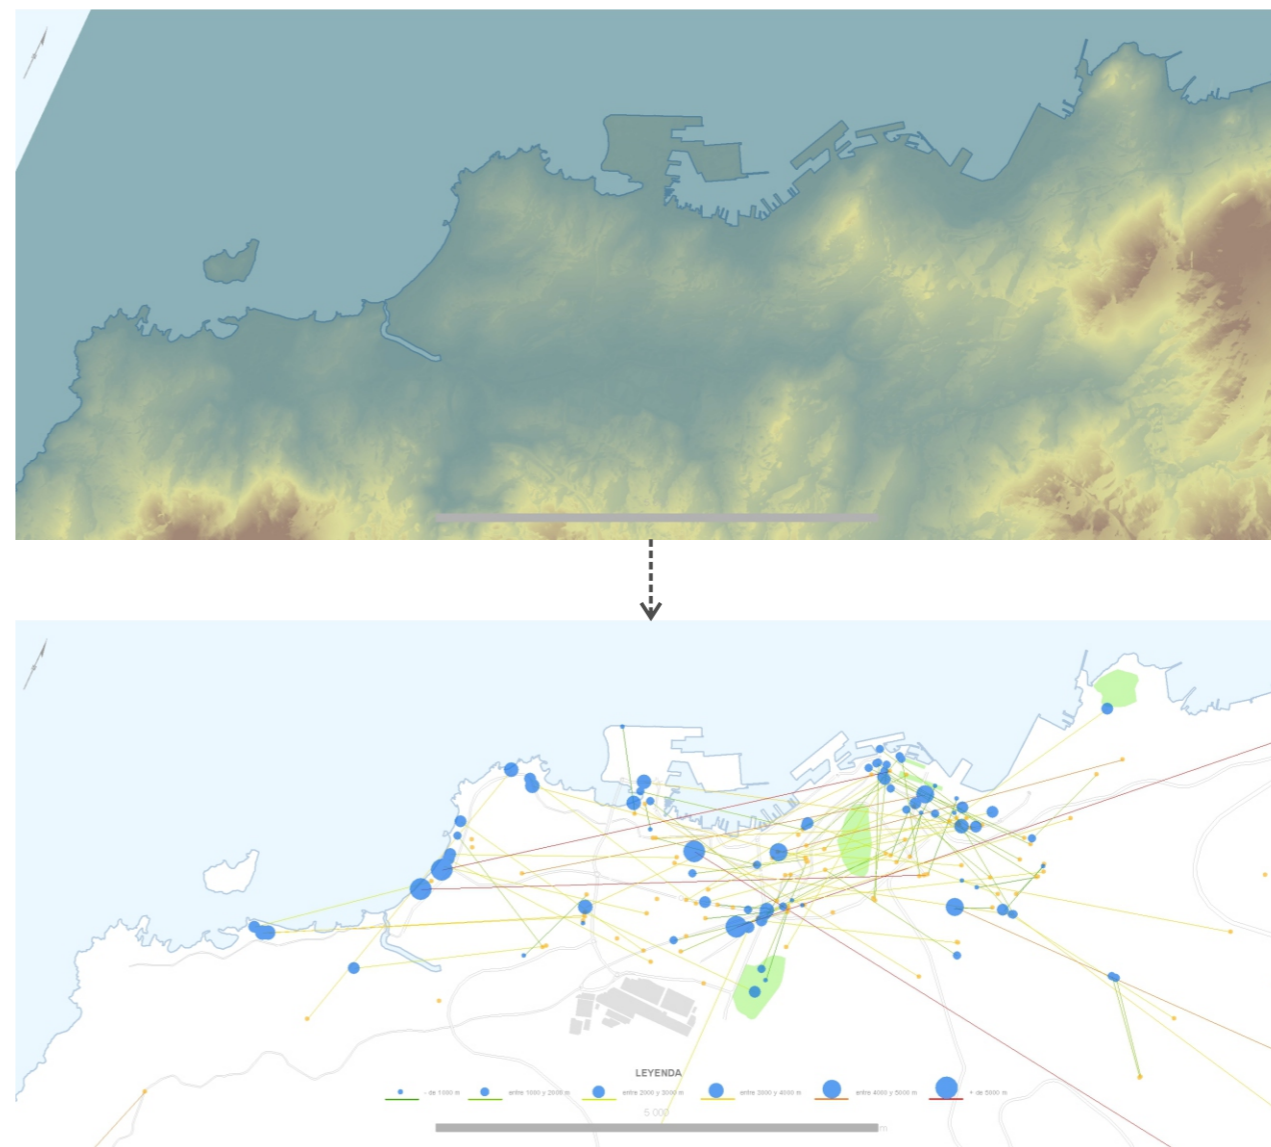 LEYENDA
- de 1000 m
entre 1000 y 2000 m
entre 2000 y 3000 m
entre 3000 y 4000 m
entre 4000 y 5000 m
+ de 5000 m
5 000
m